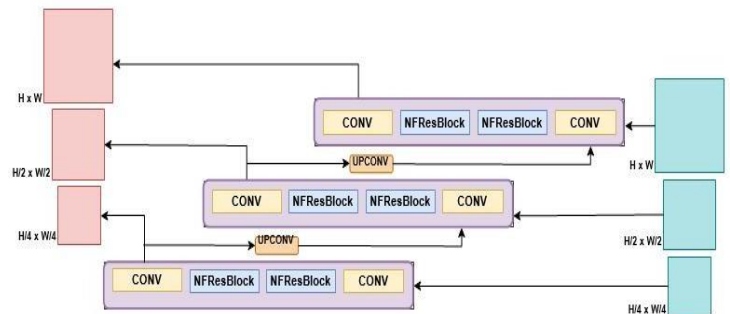 H x W
CONV NFResBlock NFResBlock CONV
H x W
H/2 x W/2
UPCONV
CONV NFResBlock NFResBlock CONV
H/2 x W/2
H/4 x W/4
UPCONV
CONV NFResBlock NFResBlock CONV
H/4 x W/4